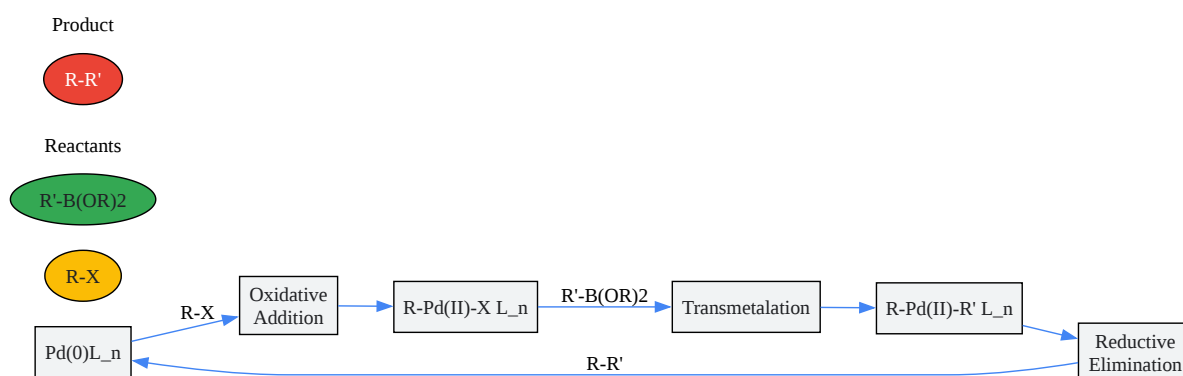 Product
R-R'
Reactants
R'-B(OR)2
R-X
Pd(0)L_n
R-X
Oxidative
Addition
R-Pd(II)-X L_n
R'-B(OR)2
Transmetalation
R-Pd(II)-R' L_n
Reductive
Elimination
R-R'